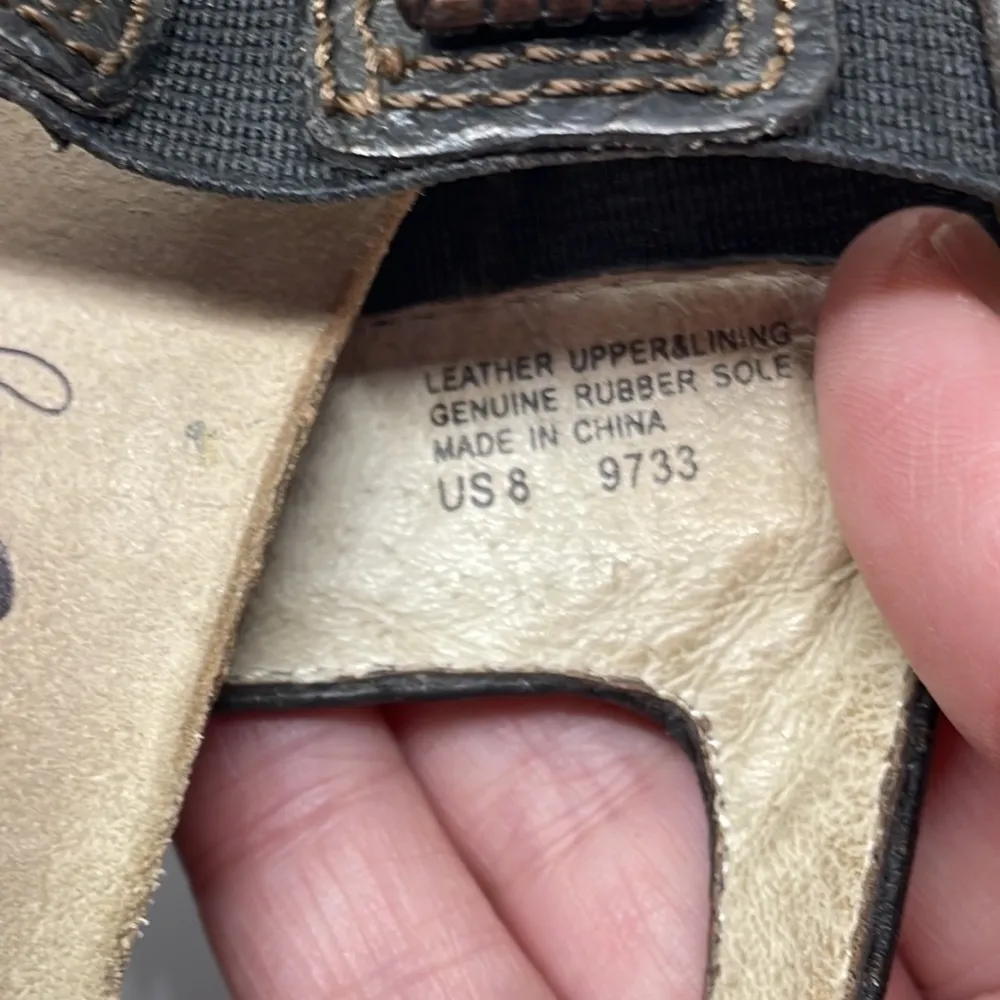 LEATHER UPPER&LINING
GENUINE RUBBER SOLE
MADE IN CHINA
US 8 9733